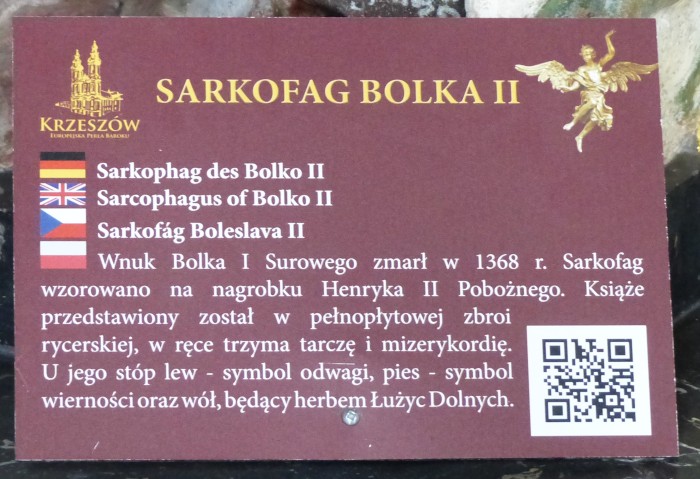 SARKOFAG BOLKA II
KRZESZÓW
EUROPEJSKA PERŁA BAROKU
Sarkophag des Bolko II
Sarcophagus of Bolko II
Sarkofág Boleslava II
Wnuk Bolka I Surowego zmarł w 1368 r. Sarkofag
wzorowano na nagrobku Henryka II Pobożnego. Książe
przedstawiony został w pełnopłytowej zbroi
rycerskiej, w ręce trzyma tarczę i mizerykordię.
U jego stóp lew - symbol odwagi, pies - symbol
wierności oraz wół, będący herbem Łużyc Dolnych.